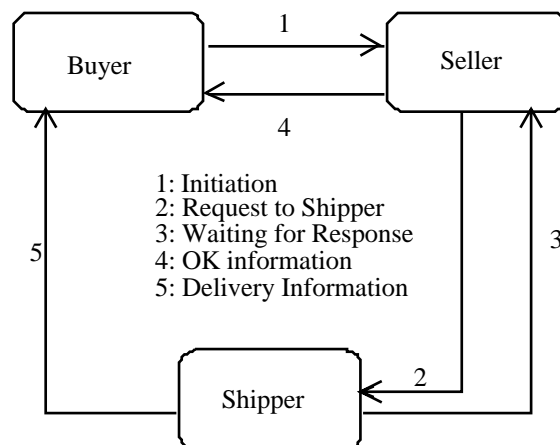 1
Buyer
Seller
4
1: Initiation
2: Request to Shipper
3: Waiting for Response
4: OK information
5: Delivery Information
5
3
2
Shipper